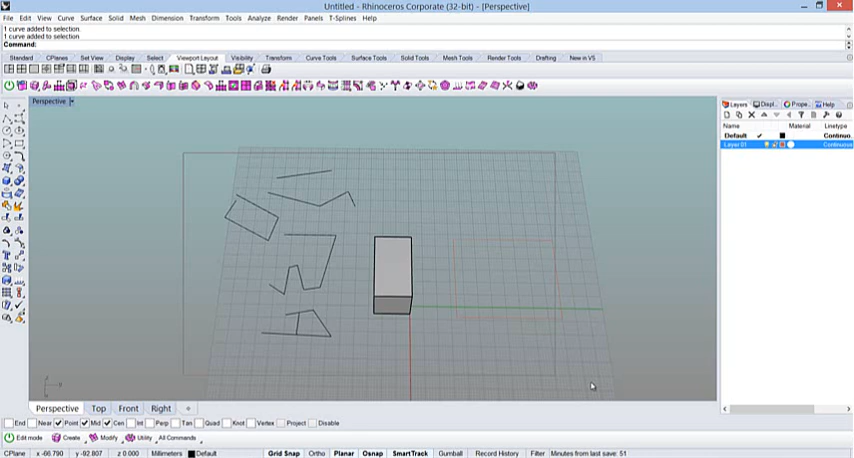 Untitled - Rhinoceros Corporate (32-bit) - [Perspective]
File Edit View Curve Surface Solid Mesh Dimension Transform Tools Analyze Render Panels T-Splines Help
1 curve added to selection.
1 curve added to selection.
Command:
Standard CPlanes Set View Display Select Viewport Layout Visibility Transform Curve Tools Surface Tools Solid Tools Mesh Tools Render Tools Drafting New in V5
Perspective
Layers Displ.. Prope.. Help
Name Material Linetype
Default Continuo..
Layer 01 Continuous
Perspective Top Front Right
End Near Point Mid Cen Int Perp Tan Quad Knot Vertex Project Disable
Edit mode Create Modify Utility All Commands
CPlane x -66.790 y -92.807 z 0.000 Millimeters Default Grid Snap Ortho Planar Osnap SmartTrack Gumball Record History Filter Minutes from last save: 51